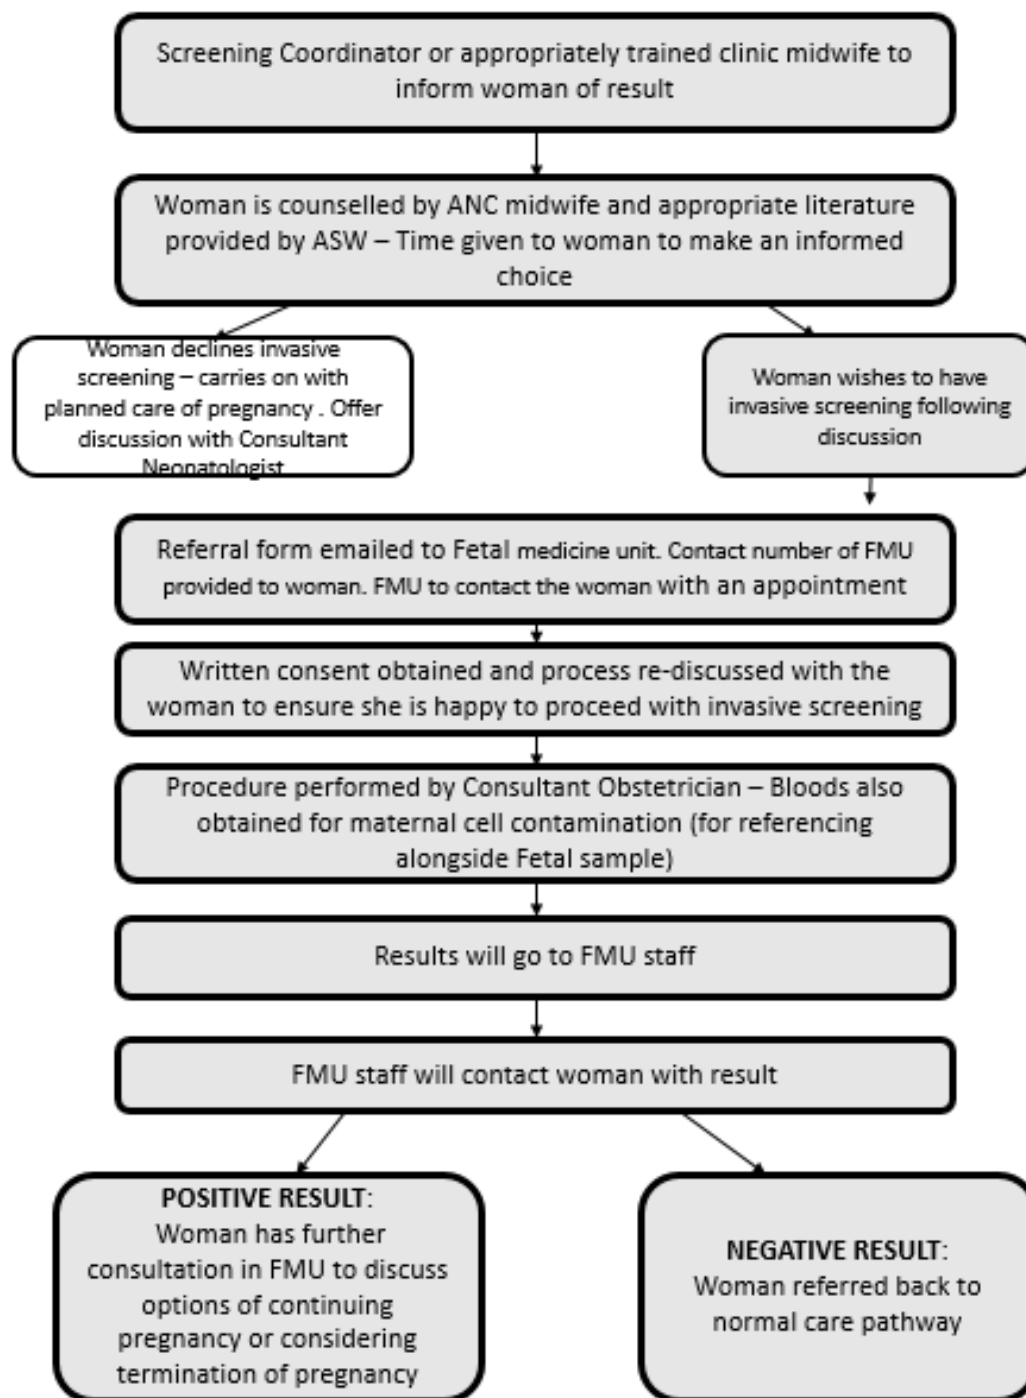 Screening Coordinator or appropriately trained clinic midwife to
inform woman of result
Woman is counselled by ANC midwife and appropriate literature
provided by ASW – Time given to woman to make an informed
choice
Woman declines invasive
screening – carries on with
planned care of pregnancy . Offer
discussion with Consultant
Neonatologist
Woman wishes to have
invasive screening following
discussion
Referral form emailed to Fetal medicine unit. Contact number of FMU
provided to woman. FMU to contact the woman with an appointment
Written consent obtained and process re-discussed with the
woman to ensure she is happy to proceed with invasive screening
Procedure performed by Consultant Obstetrician – Bloods also
obtained for maternal cell contamination (for referencing
alongside Fetal sample)
Results will go to FMU staff
FMU staff will contact woman with result
POSITIVE RESULT:
Woman has further
consultation in FMU to discuss
options of continuing
pregnancy or considering
termination of pregnancy
NEGATIVE RESULT:
Woman referred back to
normal care pathway